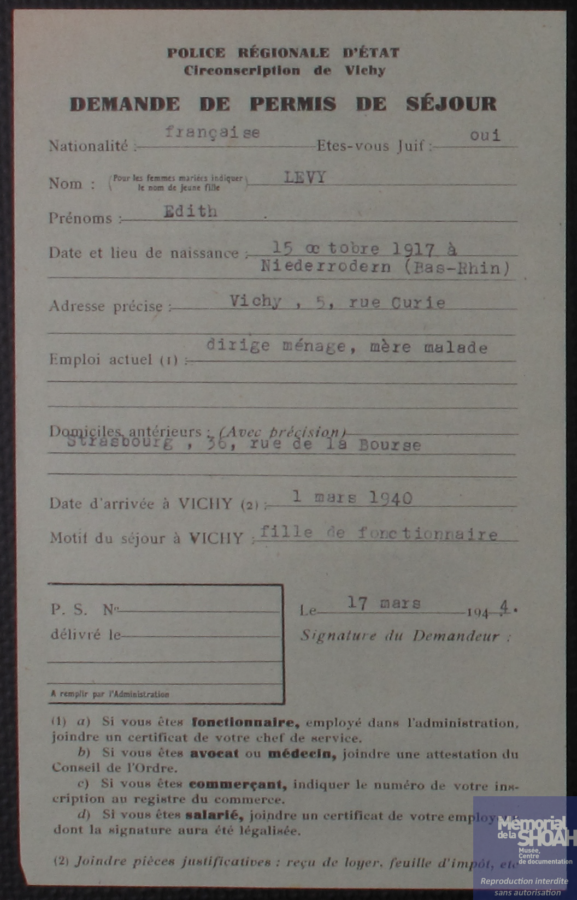 POLICE RÉGIONALE D'ÉTAT
Circonscription de Vichy
DEMANDE DE PERMIS DE SÉJOUR
Nationalité : française Etes-vous Juif : oui
Nom : (Pour les femmes mariées indiquer le nom de jeune fille) LEVY
Prénoms : Edith
Date et lieu de naissance : 15 octobre 1917 à
Niederrodern (Bas-Rhin)
Adresse précise : Vichy , 5, rue Curie
Emploi actuel (1) : dirige ménage, mère malade
Domiciles antérieurs : (Avec précision)
Strasbourg , 36, rue de la Bourse
Date d'arrivée à VICHY (2) : 1 mars 1940
Motif du séjour à VICHY : fille de fonctionnaire
P. S. N°
délivré le
A remplir par l'Administration
Le 17 mars 194 4.
Signature du Demandeur :
(1) a) Si vous êtes fonctionnaire, employé dans l'administration,
joindre un certificat de votre chef de service.
b) Si vous êtes avocat ou médecin, joindre une attestation du
Conseil de l'Ordre.
c) Si vous êtes commerçant, indiquer le numéro de votre ins-
cription au registre du commerce.
d) Si vous êtes salarié, joindre un certificat de votre employ
dont la signature aura été légalisée.
(2) Joindre pièces justificatives : reçu de loyer, feuille d'impôt, etc
Mémorial
de la SHOAH
Musée,
Centre
de documentation
Reproduction interdite
sans autorisation